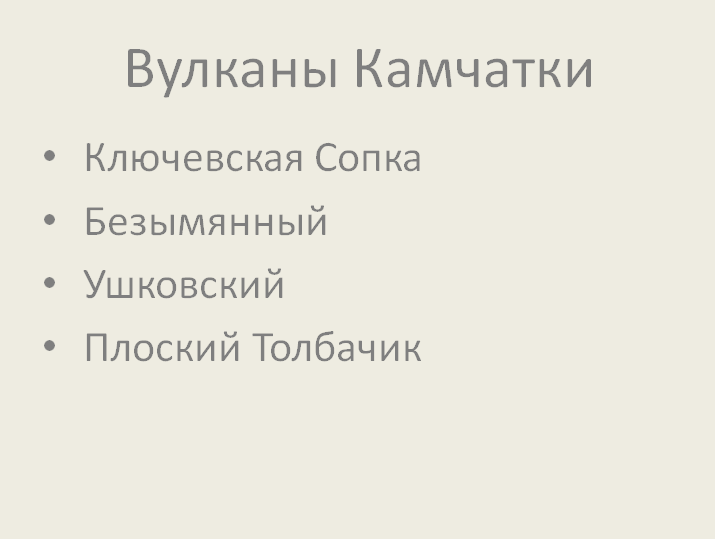 Вулканы Камчатки
• Ключевская Сопка
• Безымянный
• Ушковский
• Плоский Толбачик